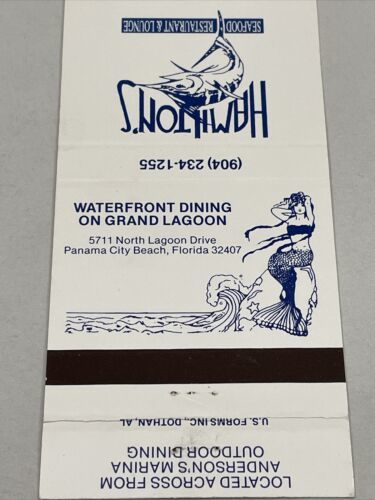 SEAFOOD RESTAURANT & LOUNGE
HAMILTON'S
(904) 234-1255
WATERFRONT DINING
ON GRAND LAGOON
5711 North Lagoon Drive
Panama City Beach, Florida 32407
U.S. FORMS INC., DOTHAN, AL
LOCATED ACROSS FROM
ANDERSON'S MARINA
OUTDOOR DINING